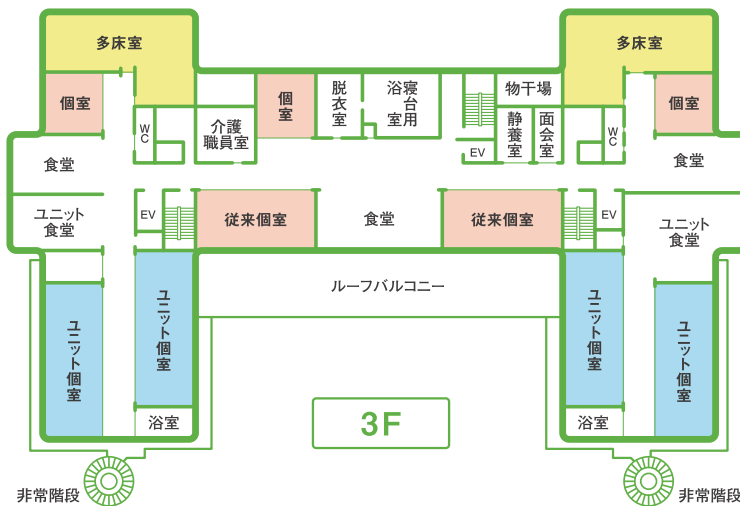 多床室
多床室
個室
個室
脱衣室
浴室
寝台用
物干場
個室
WC
介護
職員室
静養室
面会室
WC
EV
食堂
食堂
ユニット
食堂
EV
従来個室
食堂
従来個室
EV
ユニット
食堂
ルーフバルコニー
ユニット個室
ユニット個室
ユニット個室
ユニット個室
浴室
3F
浴室
非常階段
非常階段